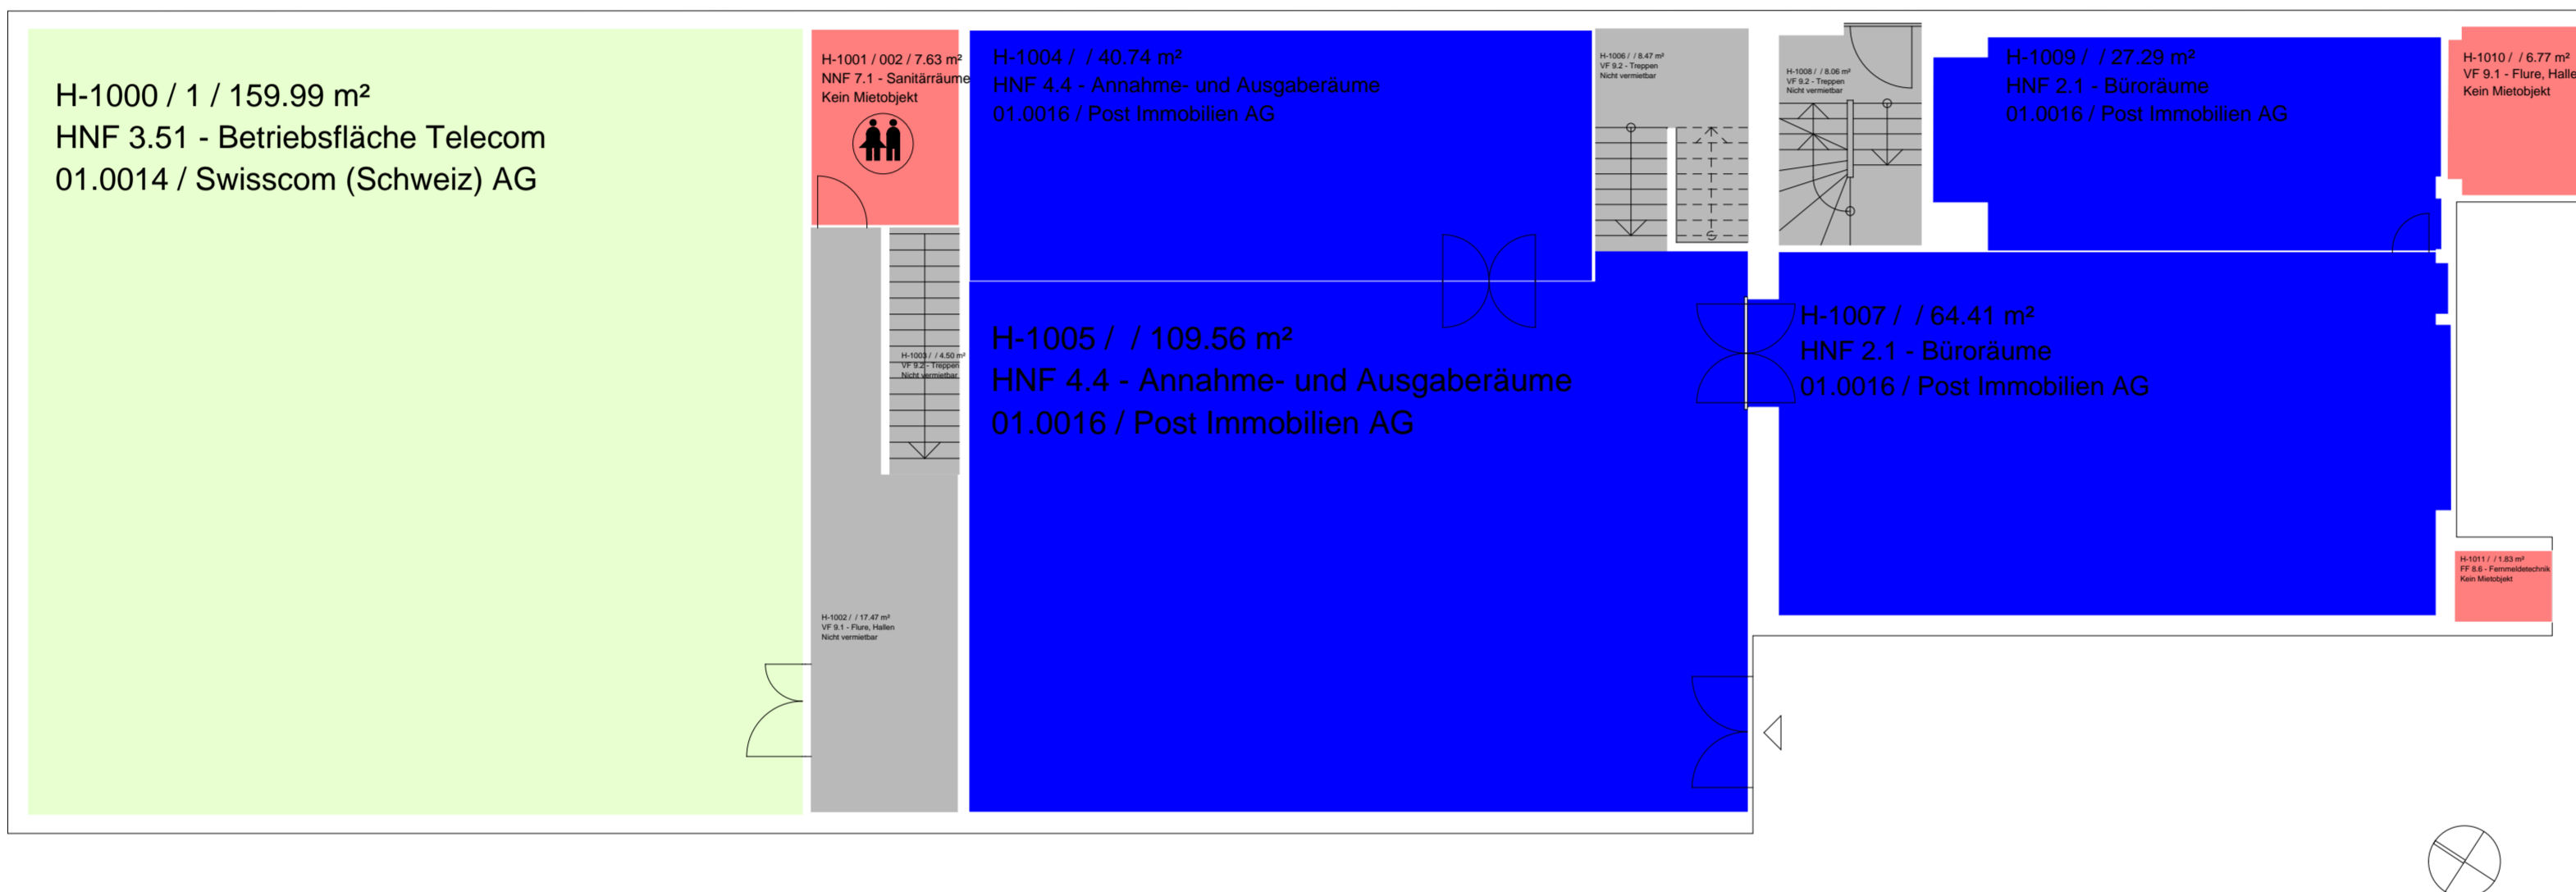 H-1000 / 1 / 159.99 m²
HNF 3.51 - Betriebsfläche Telecom
01.0014 / Swisscom (Schweiz) AG
H-1001 / 002 / 7.63 m²
NNF 7.1 - Sanitärräume
Kein Mietobjekt
H-1004 / / 40.74 m²
HNF 4.4 - Annahme- und Ausgaberäume
01.0016 / Post Immobilien AG
H-1006 / / 8.47 m²
VF 9.2 - Treppen
Nicht vermietbar
H-1008 / / 8.06 m²
VF 9.2 - Treppen
Nicht vermietbar
H-1009 / / 27.29 m²
HNF 2.1 - Büroräume
01.0016 / Post Immobilien AG
H-1010 / / 6.77 m²
VF 9.1 - Flure, Halle
Kein Mietobjekt
H-1003 / / 4.50 m²
VF 9.2 - Treppen
Nicht vermietbar
H-1005 / / 109.56 m²
HNF 4.4 - Annahme- und Ausgaberäume
01.0016 / Post Immobilien AG
H-1007 / / 64.41 m²
HNF 2.1 - Büroräume
01.0016 / Post Immobilien AG
H-1011 / / 1.83 m²
FF 8.6 - Fernmeldetechnik
Kein Mietobjekt
H-1002 / / 17.47 m²
VF 9.1 - Flure, Hallen
Nicht vermietbar